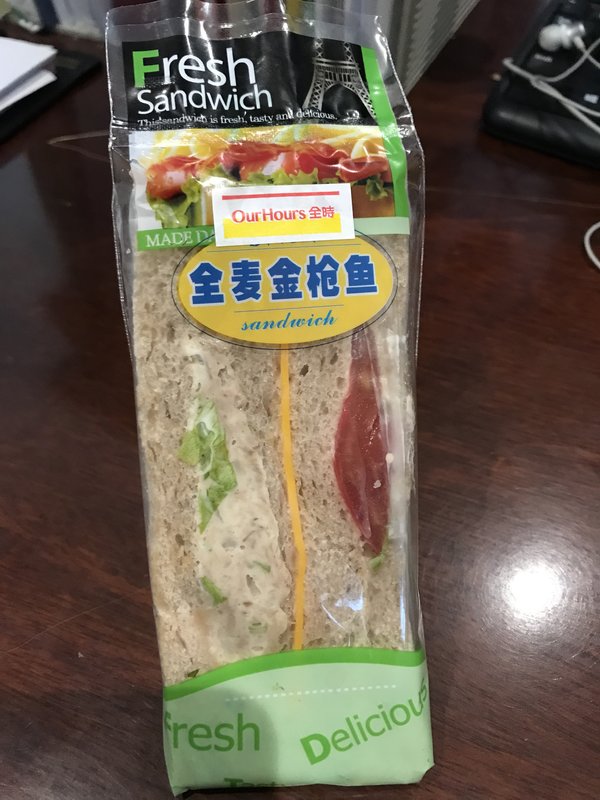 Fresh
Sandwich
This sandwich is fresh, tasty and delicious.
OurHours 全時
MADE
全麦金枪鱼
sandwich
Fresh
Delicious